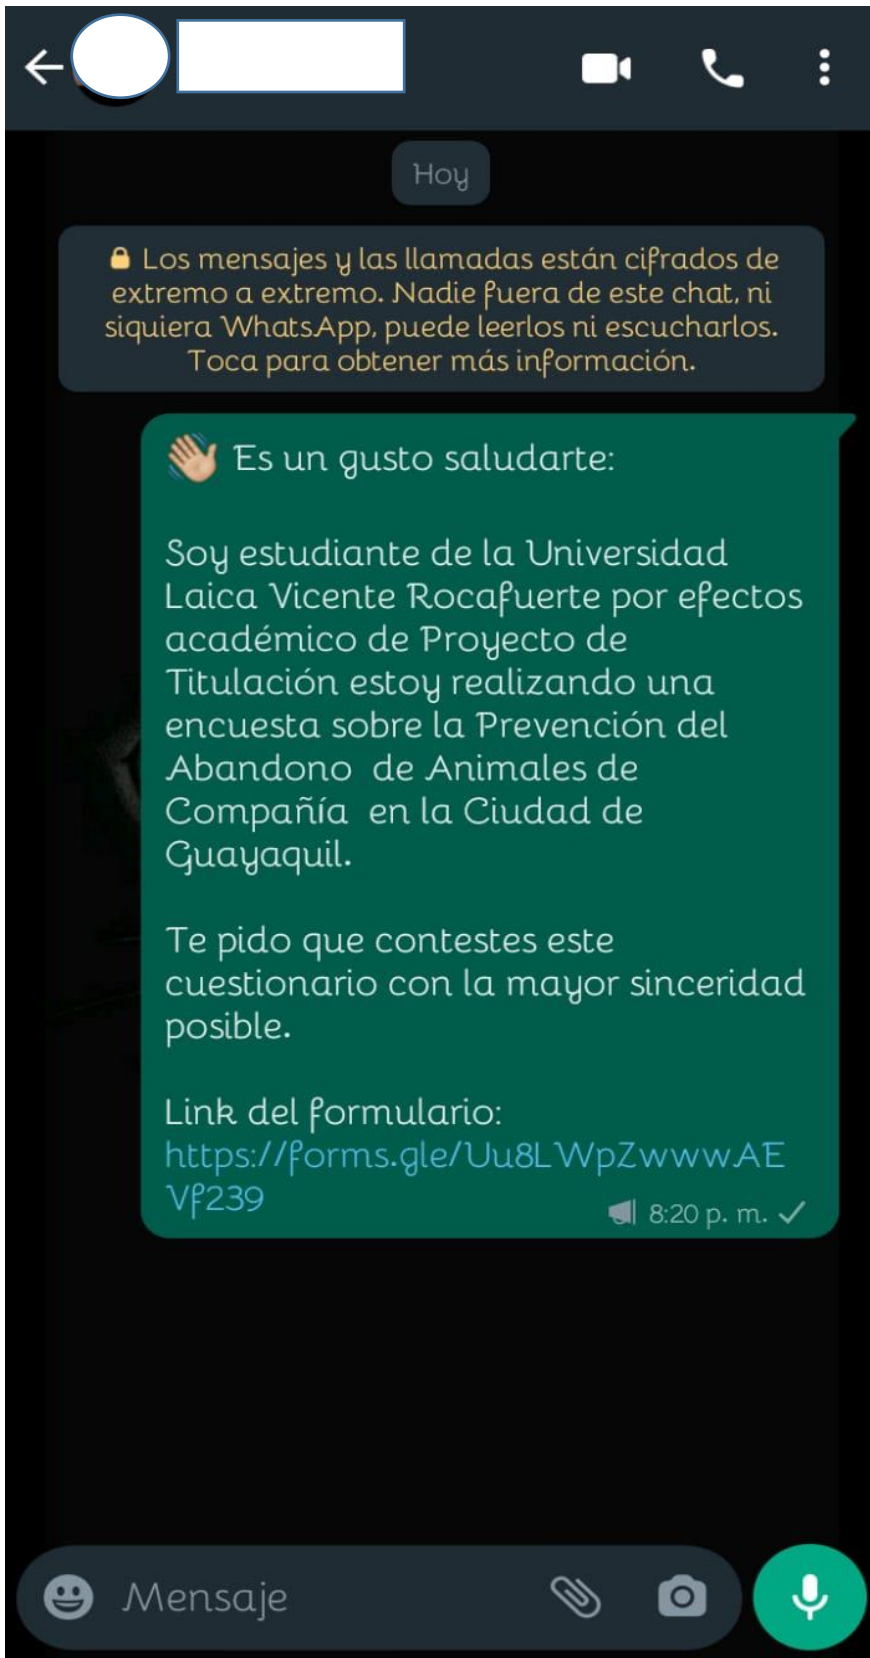 Hoy
🔒 Los mensajes y las llamadas están cifrados de
extremo a extremo. Nadie fuera de este chat, ni
siquiera WhatsApp, puede leerlos ni escucharlos.
Toca para obtener más información.
👋🏼 Es un gusto saludarte:
Soy estudiante de la Universidad
Laica Vicente Rocafuerte por efectos
académico de Proyecto de
Titulación estoy realizando una
encuesta sobre la Prevención del
Abandono  de Animales de
Compañía  en la Ciudad de
Guayaquil.
Te pido que contestes este
cuestionario con la mayor sinceridad
posible.
Link del formulario:
https://forms.gle/Uu8LWpZwwwAE
Vf239
8:20 p. m.
Mensaje